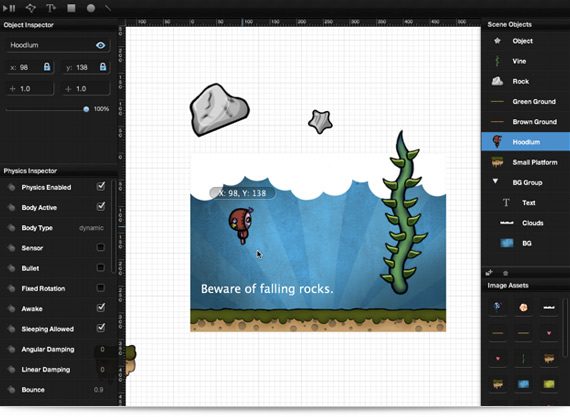 Object Inspector
Hoodlum
x: 98
y: 138
1.0
1.0
100%
Physics Inspector
Physics Enabled
Body Active
Body Type dynamic
Sensor
Bullet
Fixed Rotation
Awake
Sleeping Allowed
Angular Damping 0
Linear Damping 0
Bounce 0.9
X: 98, Y: 138
Beware of falling rocks.
Scene Objects
Object
Vine
Rock
Green Ground
Brown Ground
Hoodlum
Small Platform
BG Group
T Text
Clouds
BG
Image Assets